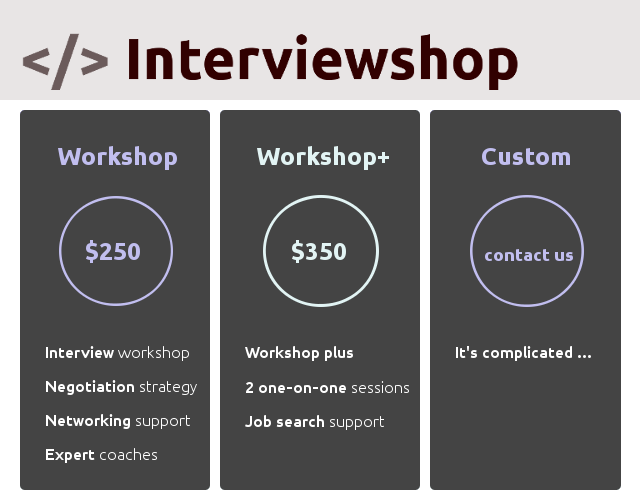 </> Interviewshop
Workshop
$250
Interview workshop
Negotiation strategy
Networking support
Expert coaches
Workshop+
$350
Workshop plus
2 one-on-one sessions
Job search support
Custom
contact us
It's complicated ...